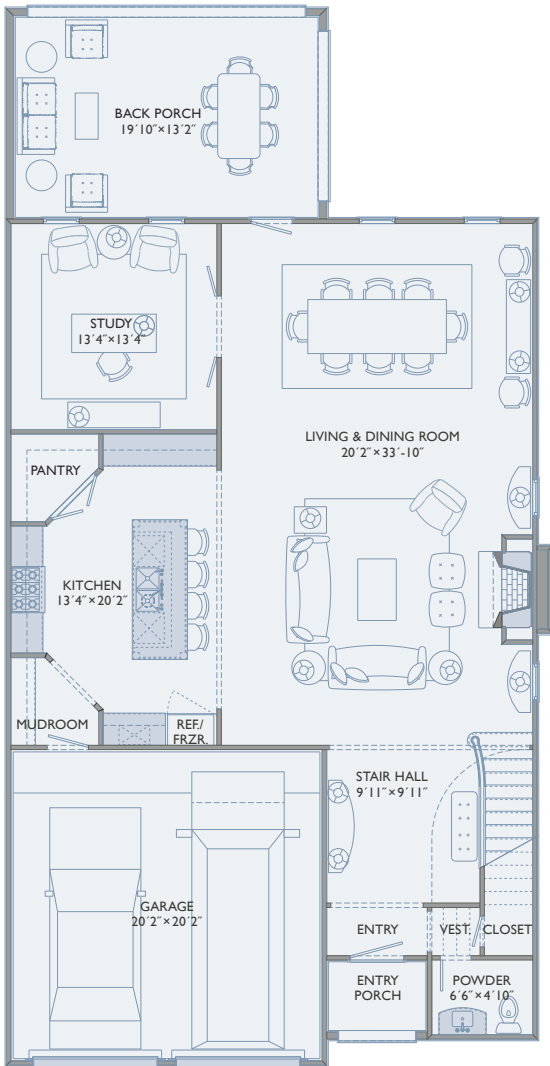 BACK PORCH
19´10˝×13´2˝
STUDY
13´4˝×13´4˝
LIVING & DINING ROOM
20´2˝×33´-10˝
PANTRY
KITCHEN
13´4˝×20´2˝
MUDROOM
REF./
FRZR.
STAIR HALL
9´11˝×9´11˝
GARAGE
20´2˝×20´2˝
ENTRY
VEST.
CLOSET
ENTRY
PORCH
POWDER
6´6˝×4´10˝